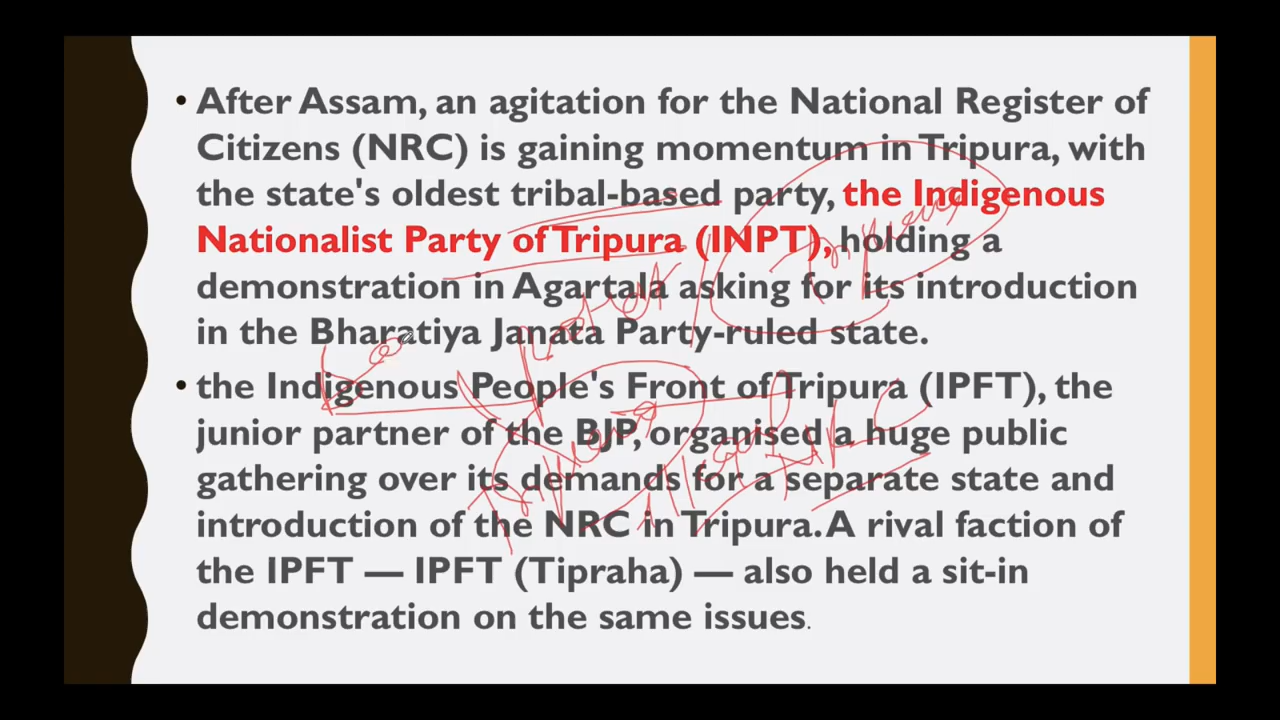 • After Assam, an agitation for the National Register of
Citizens (NRC) is gaining momentum in Tripura, with
the state's oldest tribal-based party, the Indigenous
Nationalist Party of Tripura (INPT), holding a
demonstration in Agartala asking for its introduction
in the Bharatiya Janata Party-ruled state.
• the Indigenous People's Front of Tripura (IPFT), the
junior partner of the BJP, organised a huge public
gathering over its demands for a separate state and
introduction of the NRC in Tripura. A rival faction of
the IPFT — IPFT (Tipraha) — also held a sit-in
demonstration on the same issues.
Illegal
NRC